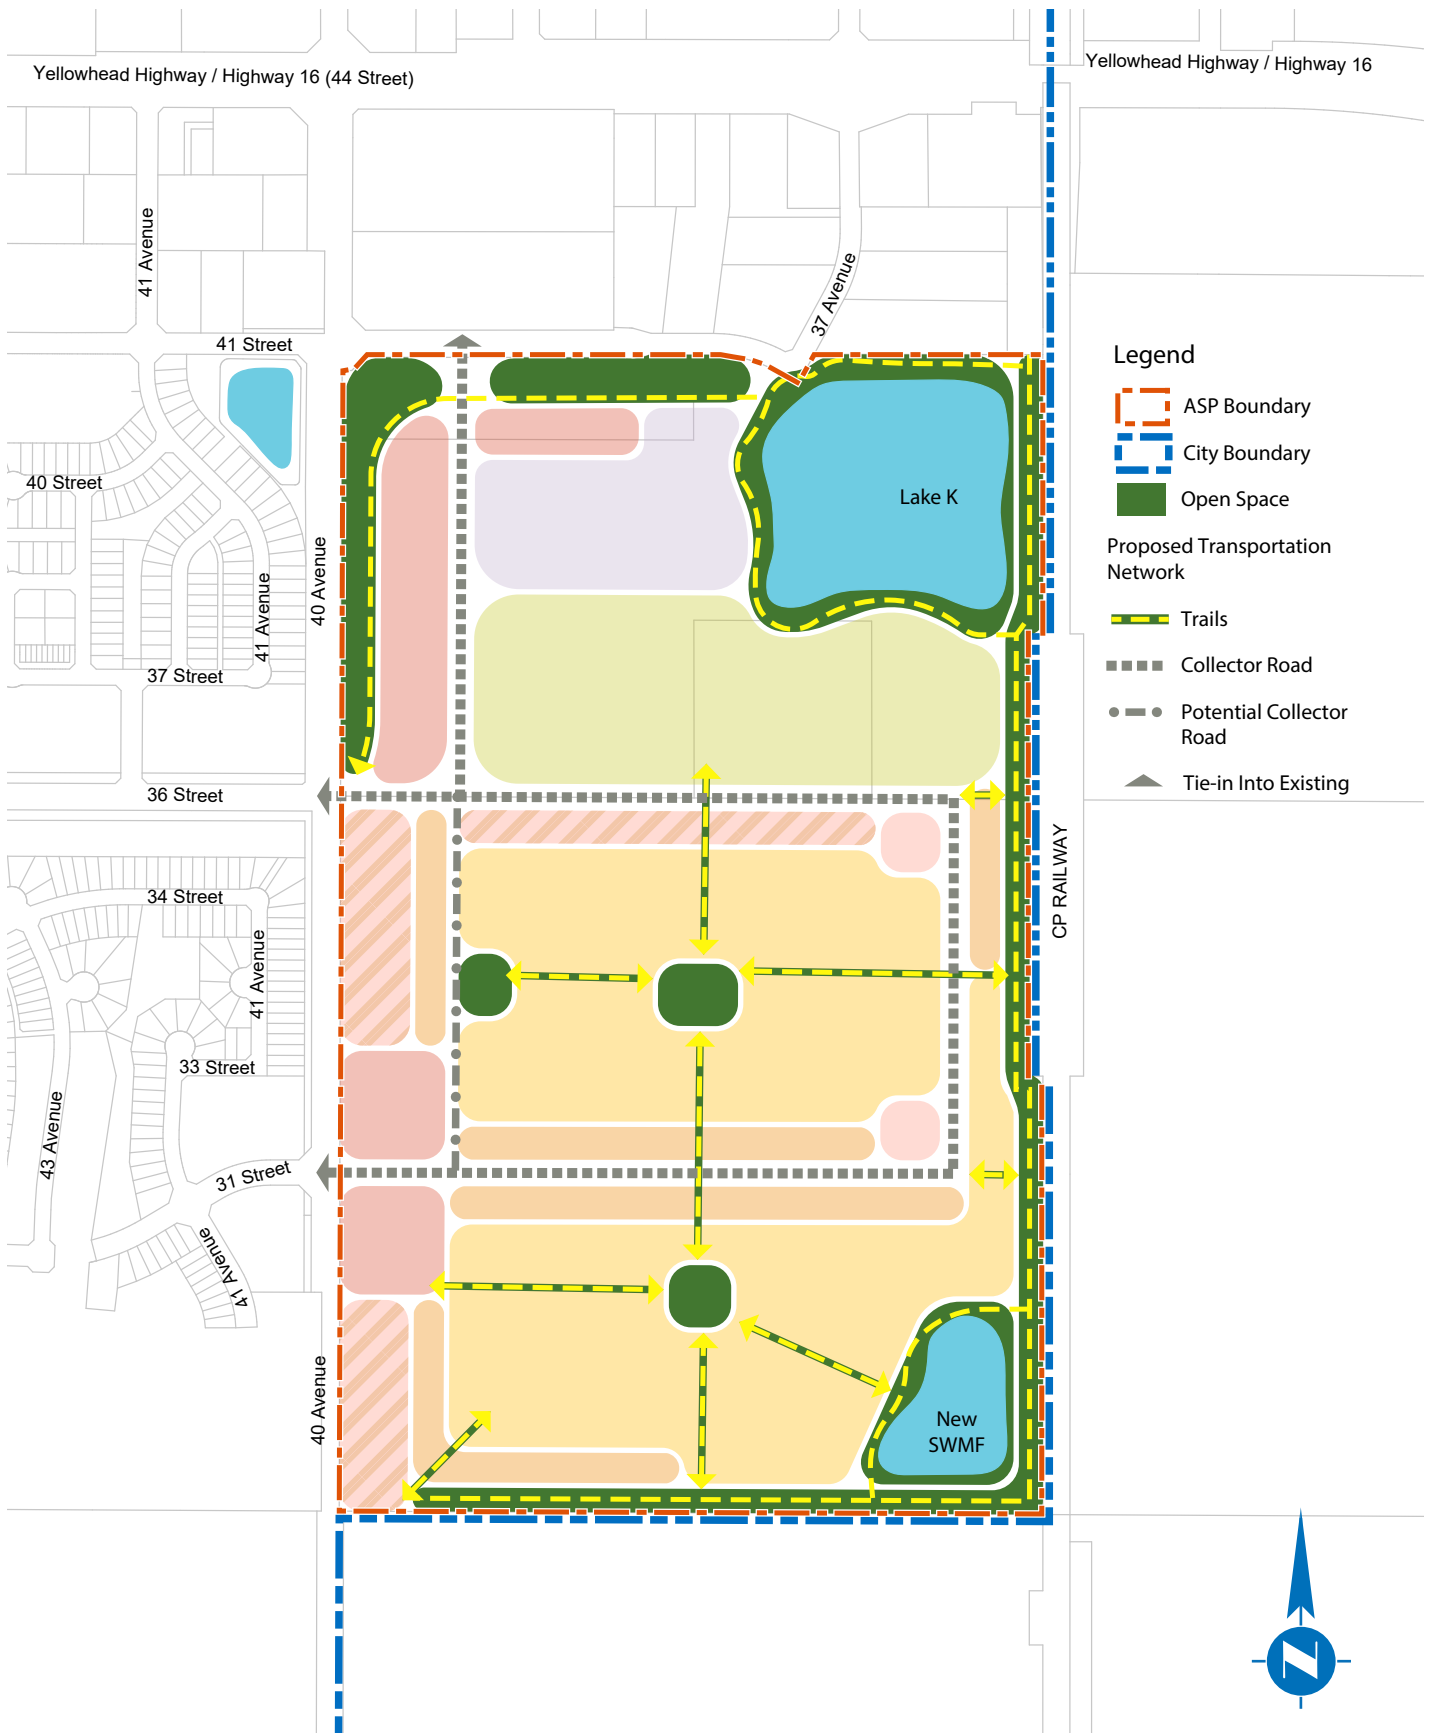 Yellowhead Highway / Highway 16 (44 Street)
Yellowhead Highway / Highway 16
41 Avenue
37 Avenue
41 Street
Legend
ASP Boundary
City Boundary
Open Space
Proposed Transportation
Network
Trails
Collector Road
Potential Collector
Road
Tie-in Into Existing
40 Street
Lake K
40 Avenue
41 Avenue
37 Street
36 Street
CP RAILWAY
34 Street
41 Avenue
33 Street
43 Avenue
31 Street
41 Avenue
40 Avenue
New
SWMF
N